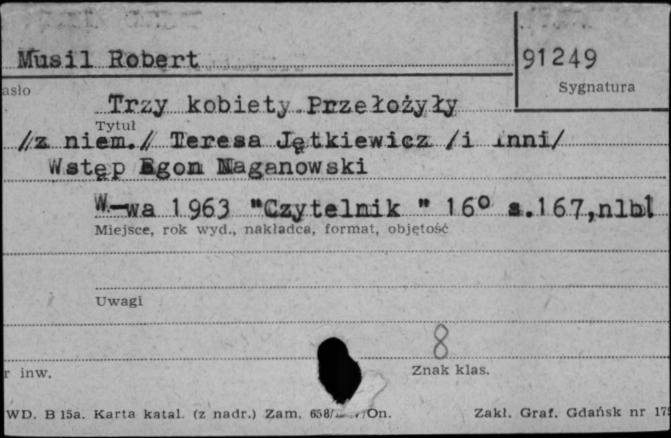 Musil Robert
91249
asło
Sygnatura
Trzy kobiety Przełożyły
Tytuł
//z niem.// Teresa Jętkiewicz /i inni/
Wstęp Egon Naganowski
W-wa 1963 "Czytelnik " 16° s.167,nlbl
Miejsce, rok wyd., nakładca, format, objętość
Uwagi
8
r inw.
Znak klas.
WD. B 15a. Karta katal. (z nadr.) Zam. 658/ /On.
Zakł. Graf. Gdańsk nr 175